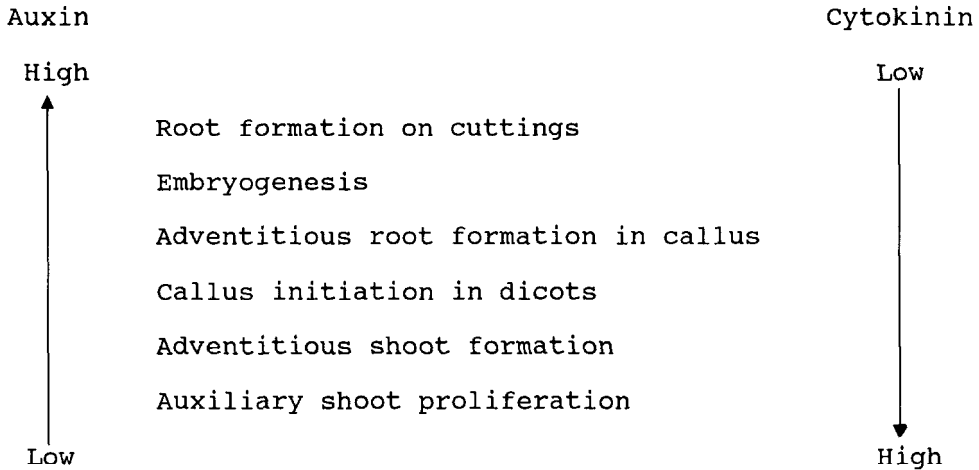 Auxin Cytokinin
High Low
Root formation on cuttings
Embryogenesis
Adventitious root formation in callus
Callus initiation in dicots
Adventitious shoot formation
Auxiliary shoot proliferation
Low High